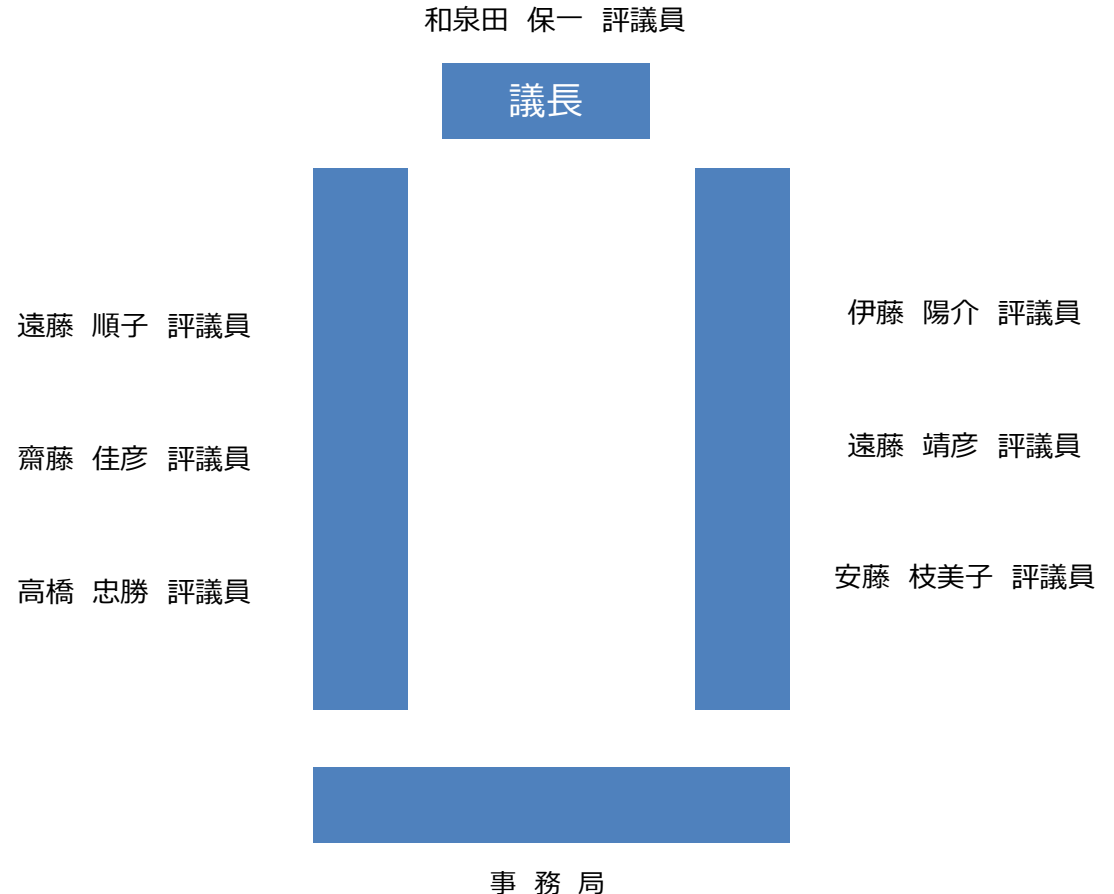 和泉田 保一 評議員
議長
遠藤 順子 評議員
伊藤 陽介 評議員
齋藤 佳彦 評議員
遠藤 靖彦 評議員
高橋 忠勝 評議員
安藤 枝美子 評議員
事 務 局